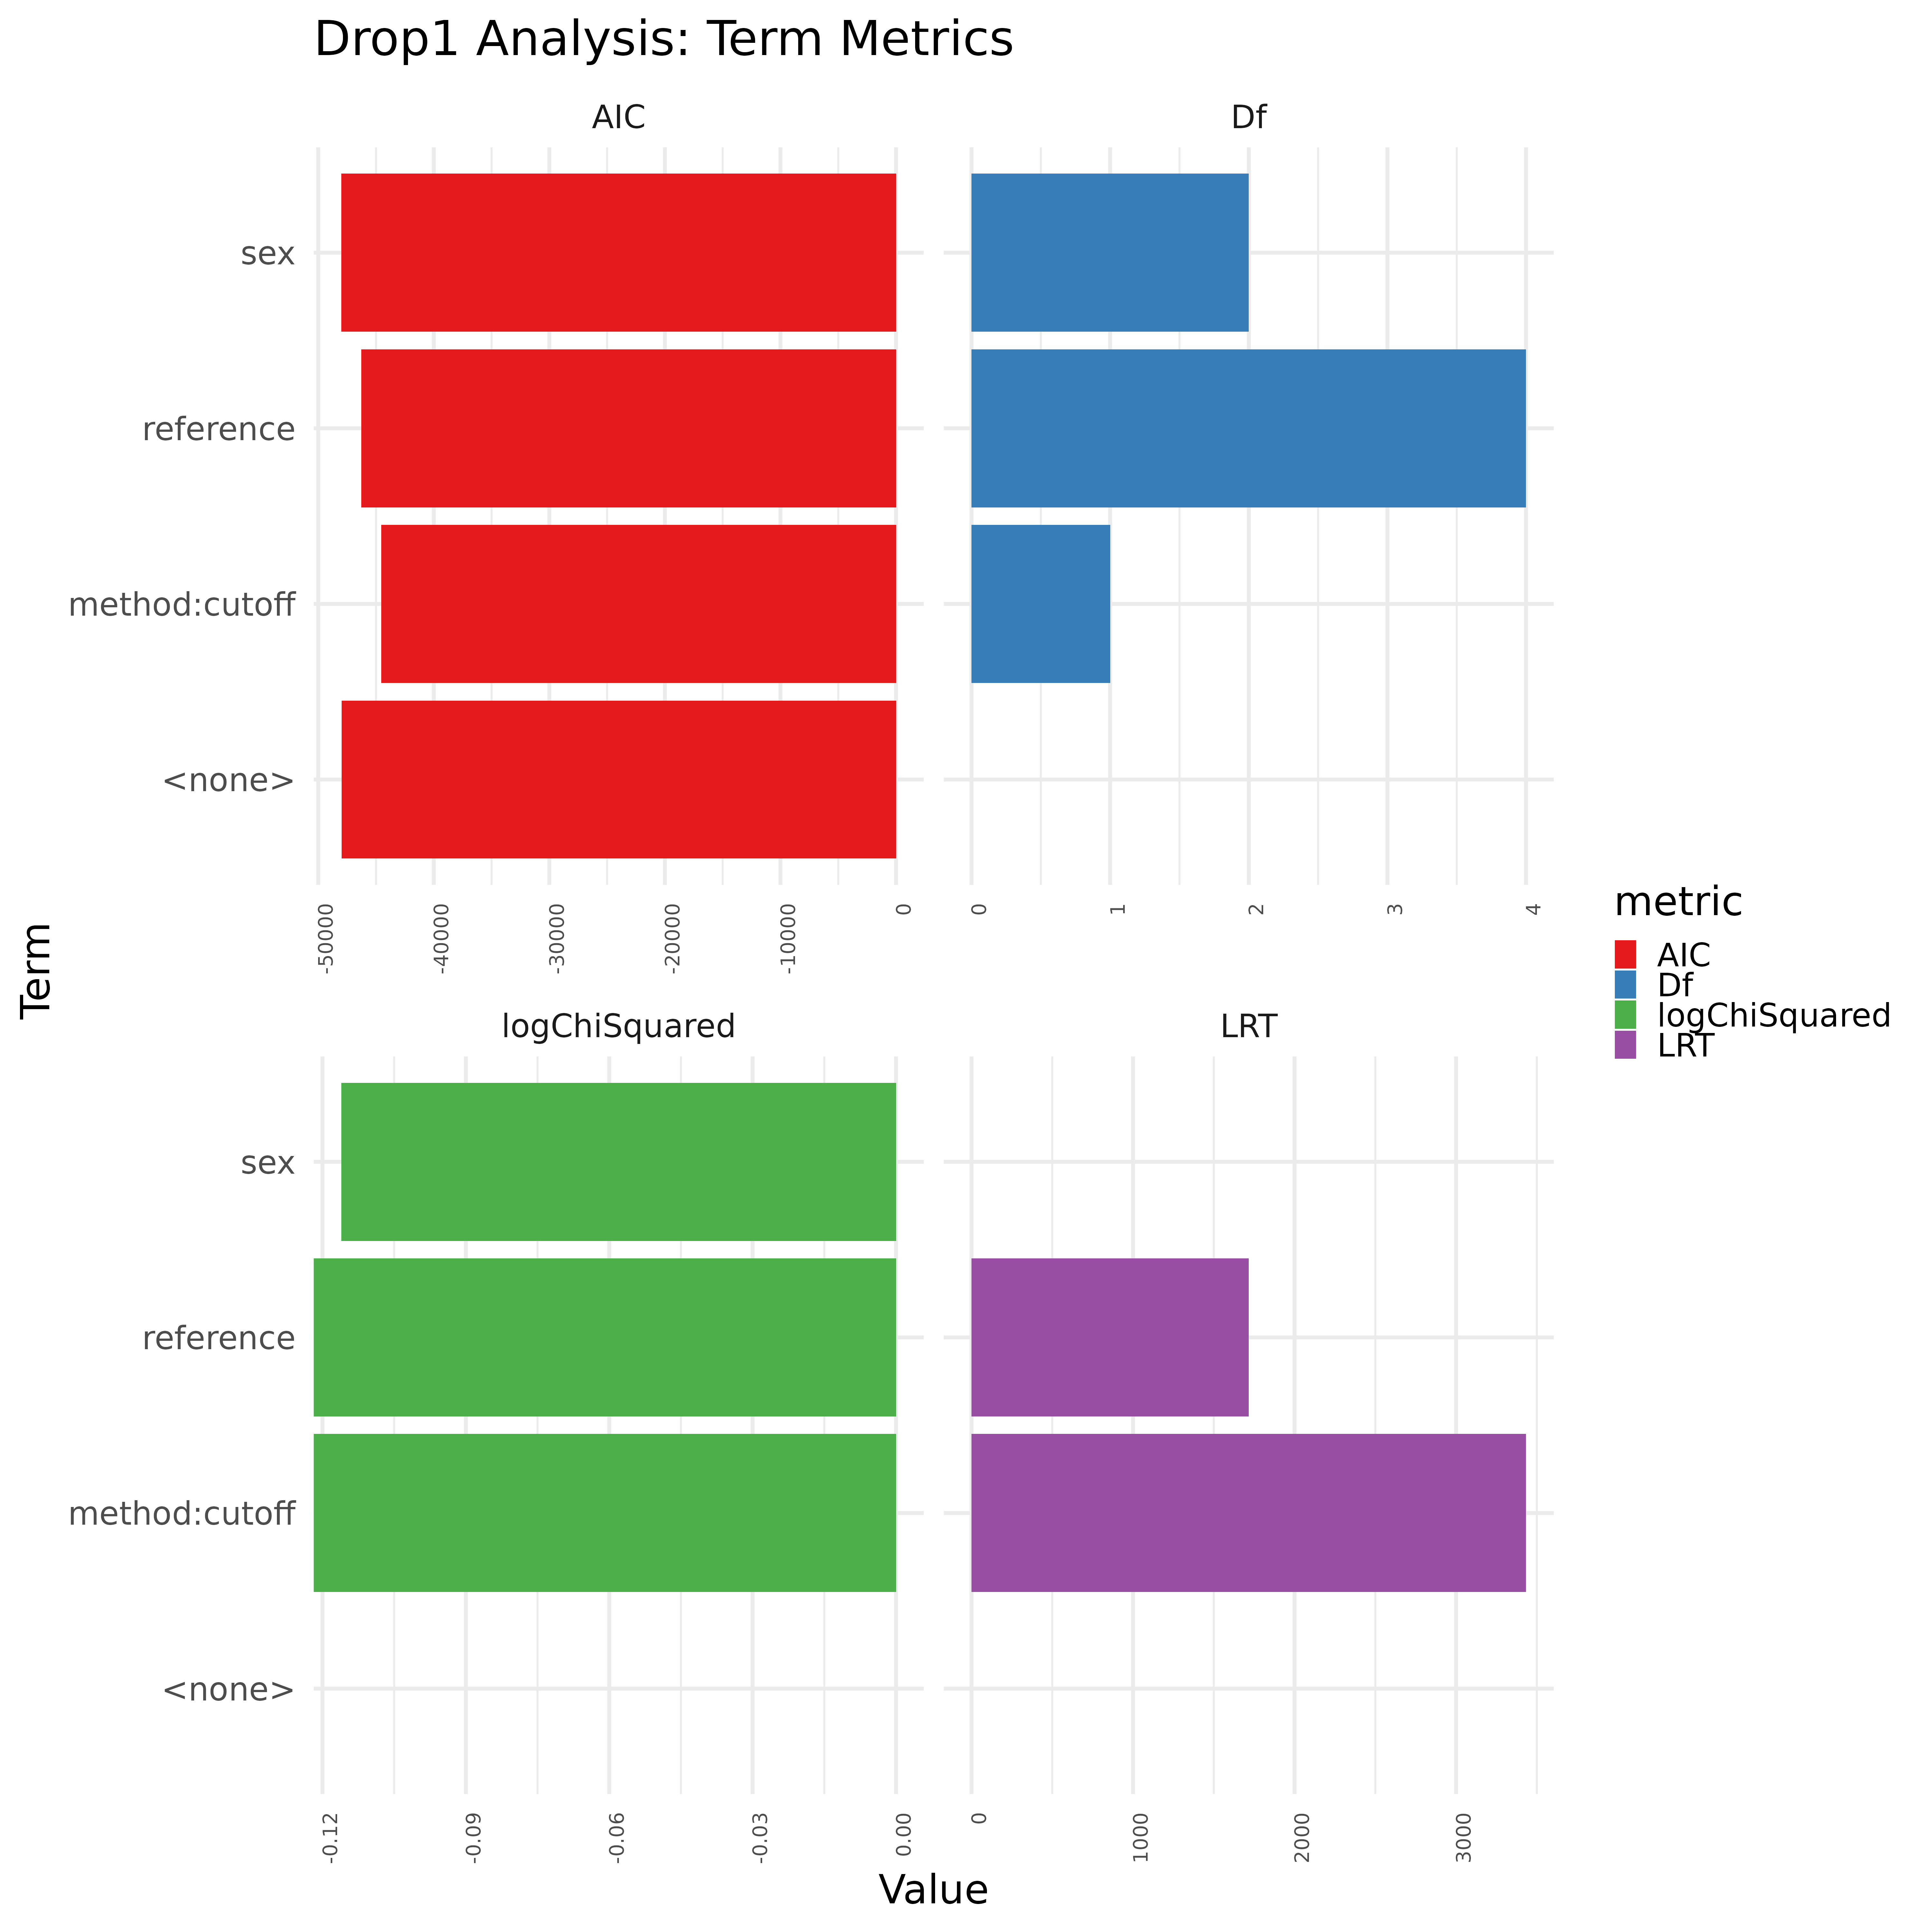 Drop1 Analysis: Term Metrics
AIC
Df
sex
reference
method:cutoff
<none>
-50000
-40000
-30000
-20000
-10000
0
0
1
2
3
4
Term
metric
AIC
Df
logChiSquared
LRT
logChiSquared
LRT
sex
reference
method:cutoff
<none>
-0.12
-0.09
-0.06
-0.03
0.00
0
1000
2000
3000
Value